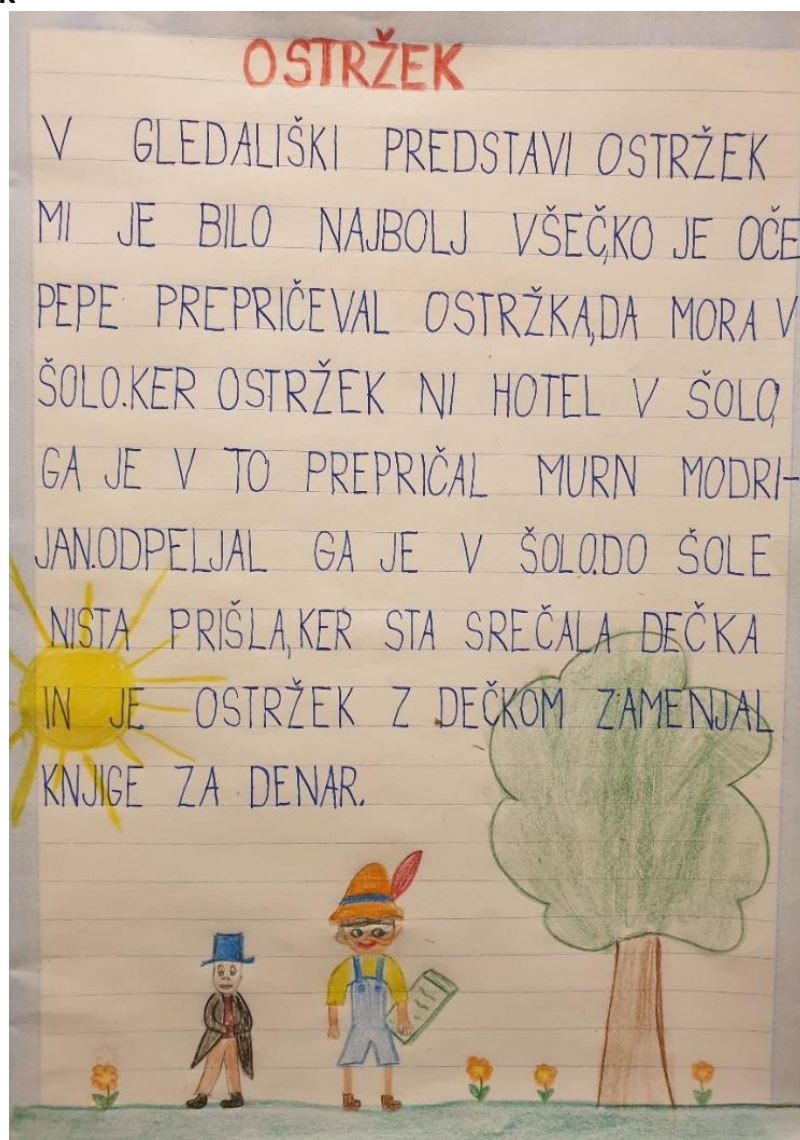 OSTRŽEK
V GLEDALIŠKI PREDSTAVI OSTRŽEK
MI JE BILO NAJBOLJ VŠEČ,KO JE OČE
PEPE PREPRIČEVAL OSTRŽKA,DA MORA V
ŠOLO.KER OSTRŽEK NI HOTEL V ŠOLO,
GA JE V TO PREPRIČAL MURN MODRI-
JAN.ODPELJAL GA JE V ŠOLO.DO ŠOLE
NISTA PRIŠLA,KER STA SREČALA DEČKA
IN JE OSTRŽEK Z DEČKOM ZAMENJAL
KNJIGE ZA DENAR.